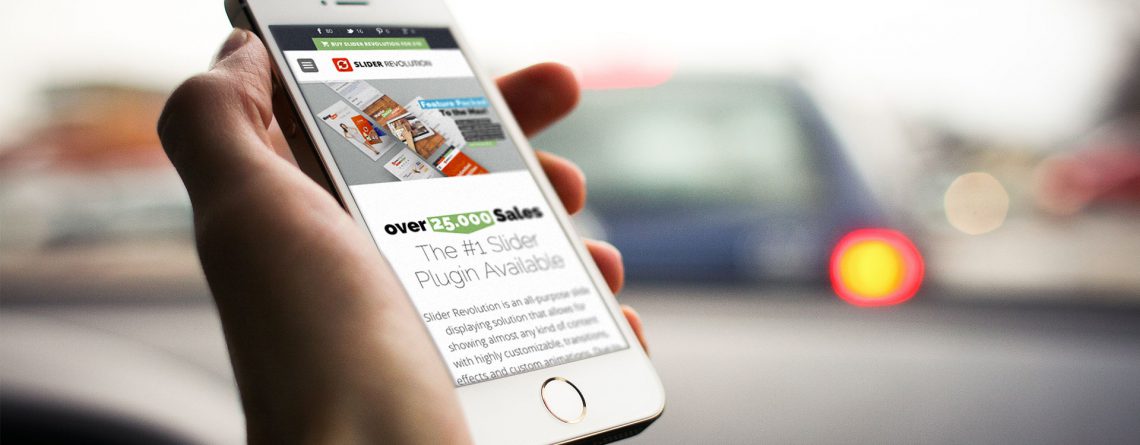 80 16 6
BUY SLIDER REVOLUTION FOR $18
SLIDER REVOLUTION
Feature Packed
To the Max!
over 25.000 Sales
The #1 Slider
Plugin Available
Slider Revolution is an all-purpose slide
displaying solution that allows for
showing almost any kind of content
with highly customizable, transitions,
effects and custom animations. Due to